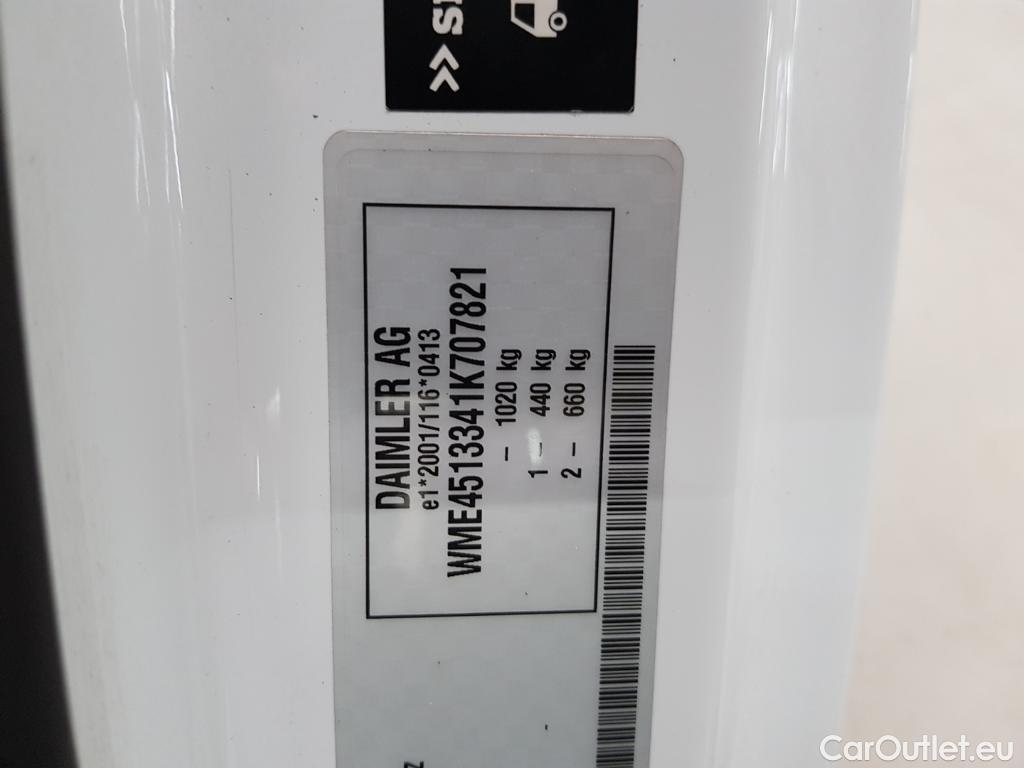 DAIMLER AG
e1*2001/116*0413
WME4513341K707821
– 1020 kg
1 – 440 kg
2 – 660 kg
CarOutlet.eu